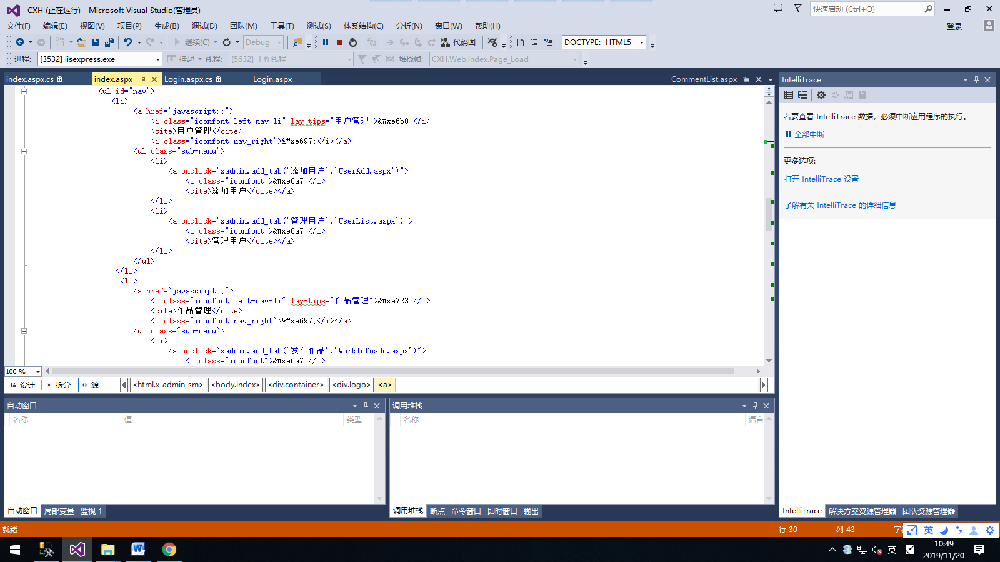 CXH (正在运行) - Microsoft Visual Studio(管理员)
快速启动 (Ctrl+Q)
文件(F) 编辑(E) 视图(V) 项目(P) 生成(B) 调试(D) 团队(M) 工具(T) 测试(S) 体系结构(C) 分析(N) 窗口(W) 帮助(H)
登录
继续(C) Debug 代码图 DOCTYPE: HTML5
进程: [3532] iisexpress.exe 挂起 线程: [5632] 工作线程 堆栈帧: CXH.Web.index.Page_Load
index.aspx.cs index.aspx Login.aspx.cs Login.aspx CommentList.aspx
<ul id="nav">
<li>
<a href="javascript:;">
<i class="iconfont left-nav-li" lay-tips="用户管理">&#xe6b8;</i>
<cite>用户管理</cite>
<i class="iconfont nav_right">&#xe697;</i></a>
<ul class="sub-menu">
<li>
<a onclick="xadmin.add_tab('添加用户','UserAdd.aspx')">
<i class="iconfont">&#xe6a7;</i>
<cite>添加用户</cite></a>
</li>
<li>
<a onclick="xadmin.add_tab('管理用户','UserList.aspx')">
<i class="iconfont">&#xe6a7;</i>
<cite>管理用户</cite></a>
</li>
</ul>
</li>
<li>
<a href="javascript:;">
<i class="iconfont left-nav-li" lay-tips="作品管理">&#xe723;</i>
<cite>作品管理</cite>
<i class="iconfont nav_right">&#xe697;</i></a>
<ul class="sub-menu">
<li>
<a onclick="xadmin.add_tab('发布作品','WorkInfoadd.aspx')">
<i class="iconfont">&#xe6a7;</i>
100 %
设计 拆分 源 <html.x-admin-sm> <body.index> <div.container> <div.logo> <a>
IntelliTrace
若要查看 IntelliTrace 数据，必须中断应用程序的执行。
全部中断
更多选项:
打开 IntelliTrace 设置
了解有关 IntelliTrace 的详细信息
自动窗口
名称 值 类型
调用堆栈
名称 语言
自动窗口 局部变量 监视 1
调用堆栈 断点 命令窗口 即时窗口 输出
IntelliTrace 解决方案资源管理器 团队资源管理器
就绪
行 30 列 43
英
英
10:49
2019/11/20